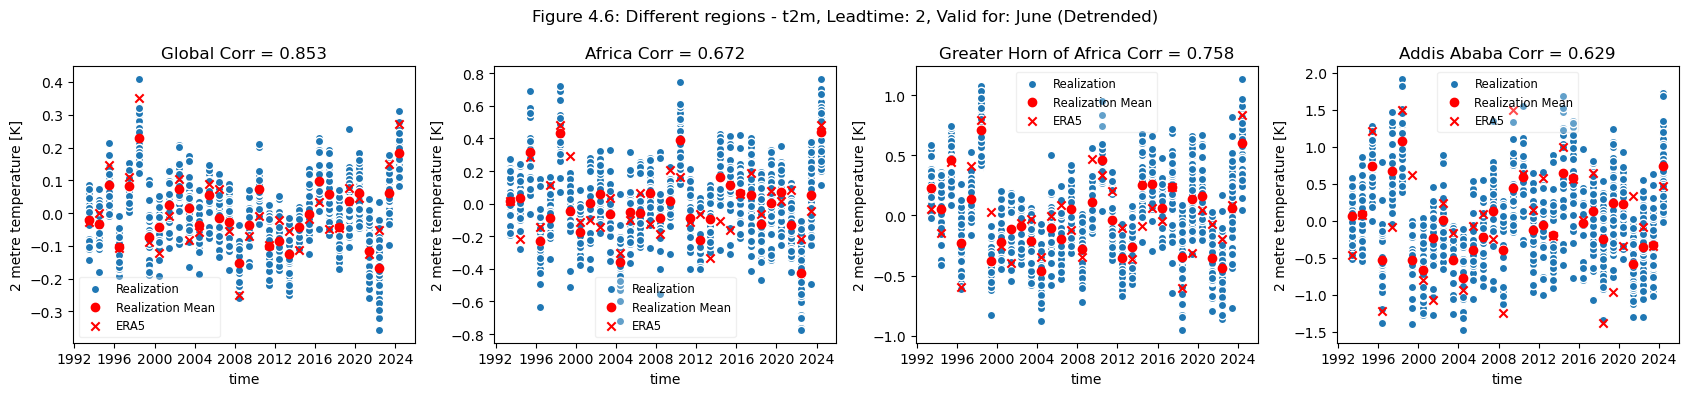 Figure 4.6: Different regions - t2m, Leadtime: 2, Valid for: June (Detrended)
Global Corr = 0.853
2 metre temperature [K]
0.4
0.3
0.2
0.1
0.0
−0.1
−0.2
−0.3
Realization
Realization Mean
ERA5
1992 1996 2000 2004 2008 2012 2016 2020 2024
time
Africa Corr = 0.672
2 metre temperature [K]
0.8
0.6
0.4
0.2
0.0
−0.2
−0.4
−0.6
−0.8
Realization
Realization Mean
ERA5
1992 1996 2000 2004 2008 2012 2016 2020 2024
time
Greater Horn of Africa Corr = 0.758
2 metre temperature [K]
1.0
0.5
0.0
−0.5
−1.0
Realization
Realization Mean
ERA5
1992 1996 2000 2004 2008 2012 2016 2020 2024
time
Addis Ababa Corr = 0.629
2 metre temperature [K]
2.0
1.5
1.0
0.5
0.0
−0.5
−1.0
−1.5
Realization
Realization Mean
ERA5
1992 1996 2000 2004 2008 2012 2016 2020 2024
time